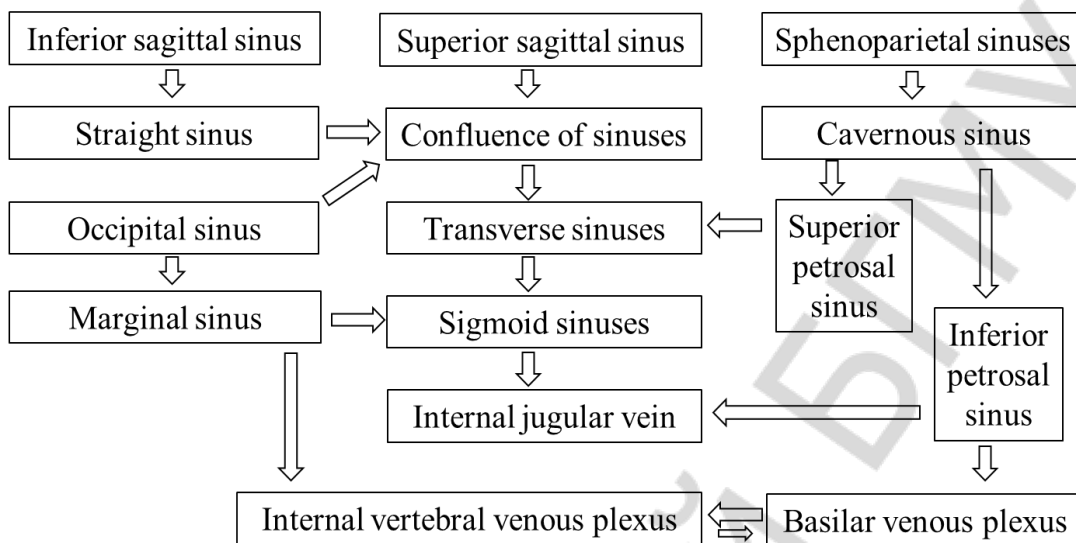 Inferior sagittal sinus
Superior sagittal sinus
Sphenoparietal sinuses
Straight sinus
Confluence of sinuses
Cavernous sinus
Occipital sinus
Transverse sinuses
Superior
petrosal
sinus
Marginal sinus
Sigmoid sinuses
Inferior
petrosal
sinus
Internal jugular vein
Internal vertebral venous plexus
Basilar venous plexus
БГМУ